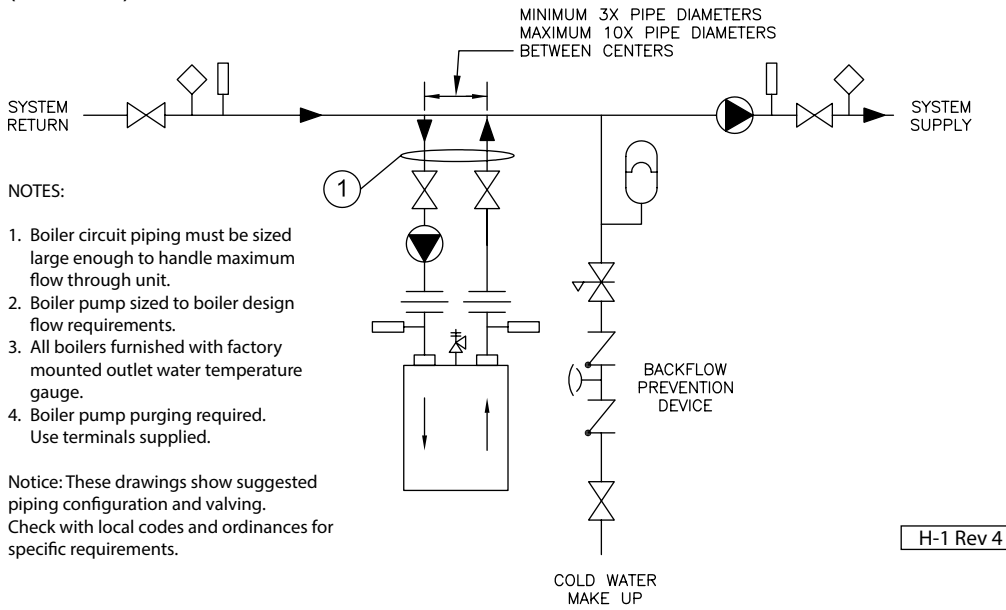 MINIMUM 3X PIPE DIAMETERS
MAXIMUM 10X PIPE DIAMETERS
BETWEEN CENTERS
SYSTEM
RETURN
SYSTEM
SUPPLY
1
NOTES:
1. Boiler circuit piping must be sized
large enough to handle maximum
flow through unit.
2. Boiler pump sized to boiler design
flow requirements.
3. All boilers furnished with factory
mounted outlet water temperature
gauge.
4. Boiler pump purging required.
Use terminals supplied.
Notice: These drawings show suggested
piping configuration and valving.
Check with local codes and ordinances for
specific requirements.
BACKFLOW
PREVENTION
DEVICE
COLD WATER
MAKE UP
H-1 Rev 4